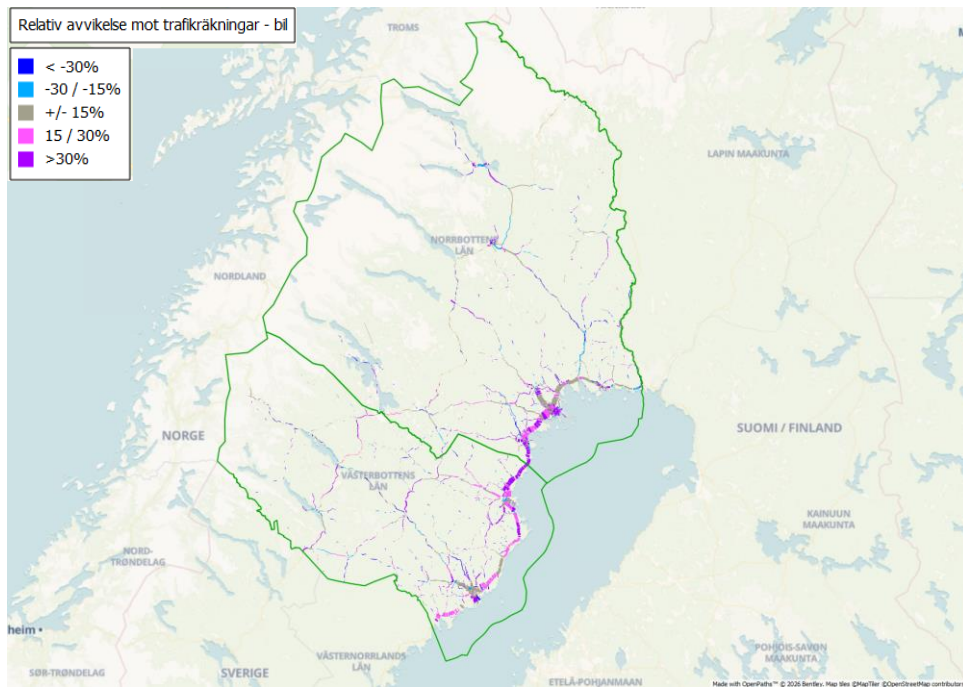 Relativ avvikelse mot trafikräkningar - bil
TROMS
< -30%
-30 / -15%
+/- 15%
15 / 30%
>30%
LAPIN MAAKUNTA
NORRBOTTENS
LÄN
NORDLAND
NORGE
SUOMI / FINLAND
VÄSTERBOTTENS
LÄN
KAINUUN
MAAKUNTA
NORD-
TRØNDELAG
heim
SØR-TRØNDELAG
SVERIGE
VÄSTERNORRLANDS
LÄN
POHJOIS-SAVON
MAAKUNTA
ETELÄ-POHJANMAAN
Made with OpenPaths™ © 2026 Bentley. Map tiles ©MapTiler ©OpenStreetMap contributors